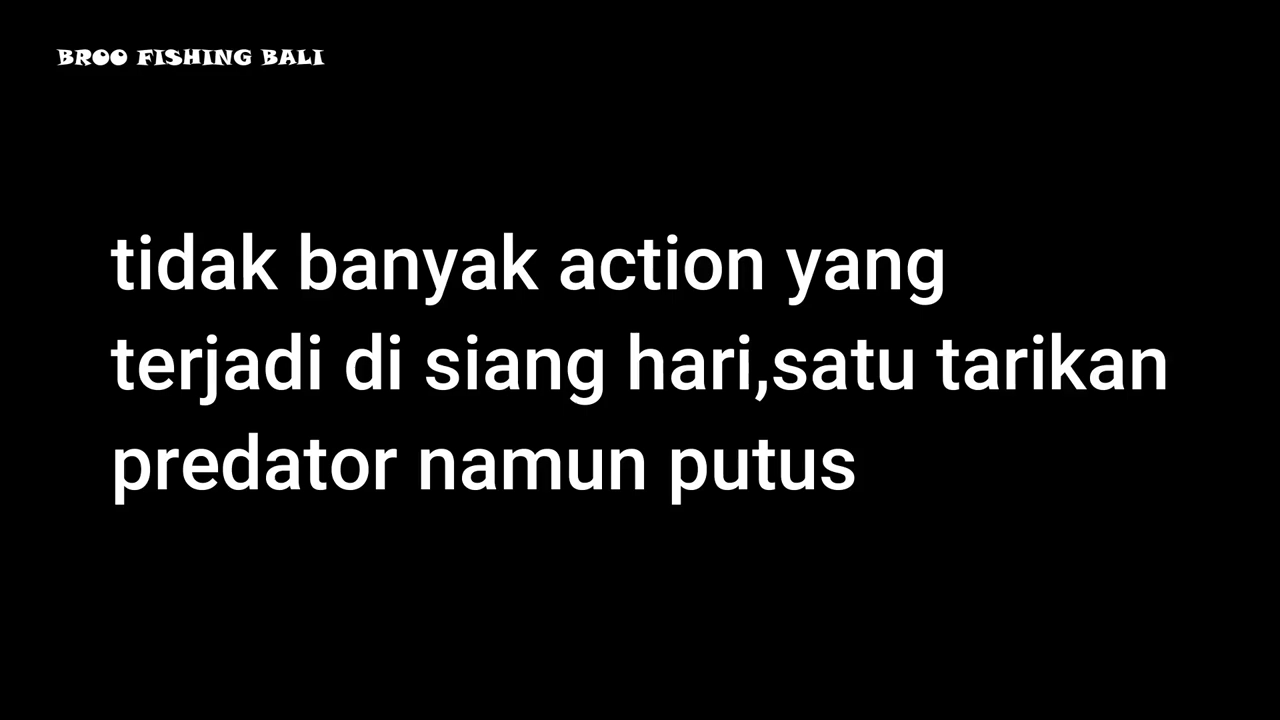 BROO FISHING BALI
tidak banyak action yang
terjadi di siang hari,satu tarikan
predator namun putus